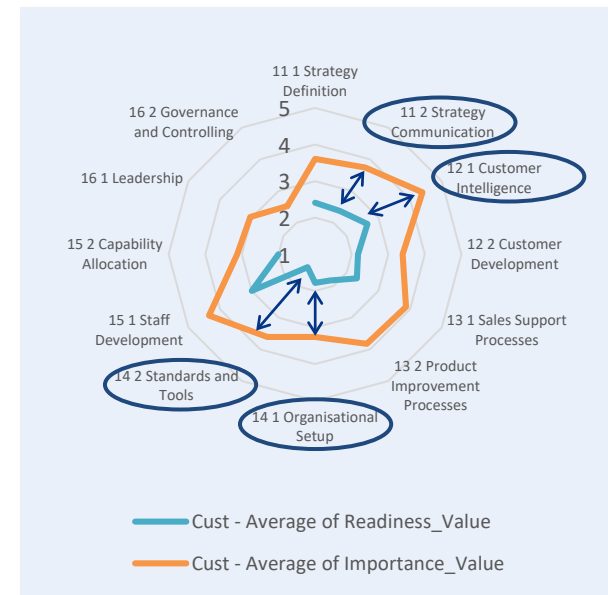 11 1 Strategy
Definition
11 2 Strategy
Communication
12 1 Customer
Intelligence
12 2 Customer
Development
13 1 Sales Support
Processes
13 2 Product
Improvement
Processes
14 1 Organisational
Setup
14 2 Standards and
Tools
15 1 Staff
Development
15 2 Capability
Allocation
16 1 Leadership
16 2 Governance
and Controlling
5
4
3
2
1
Cust - Average of Readiness_Value
Cust - Average of Importance_Value